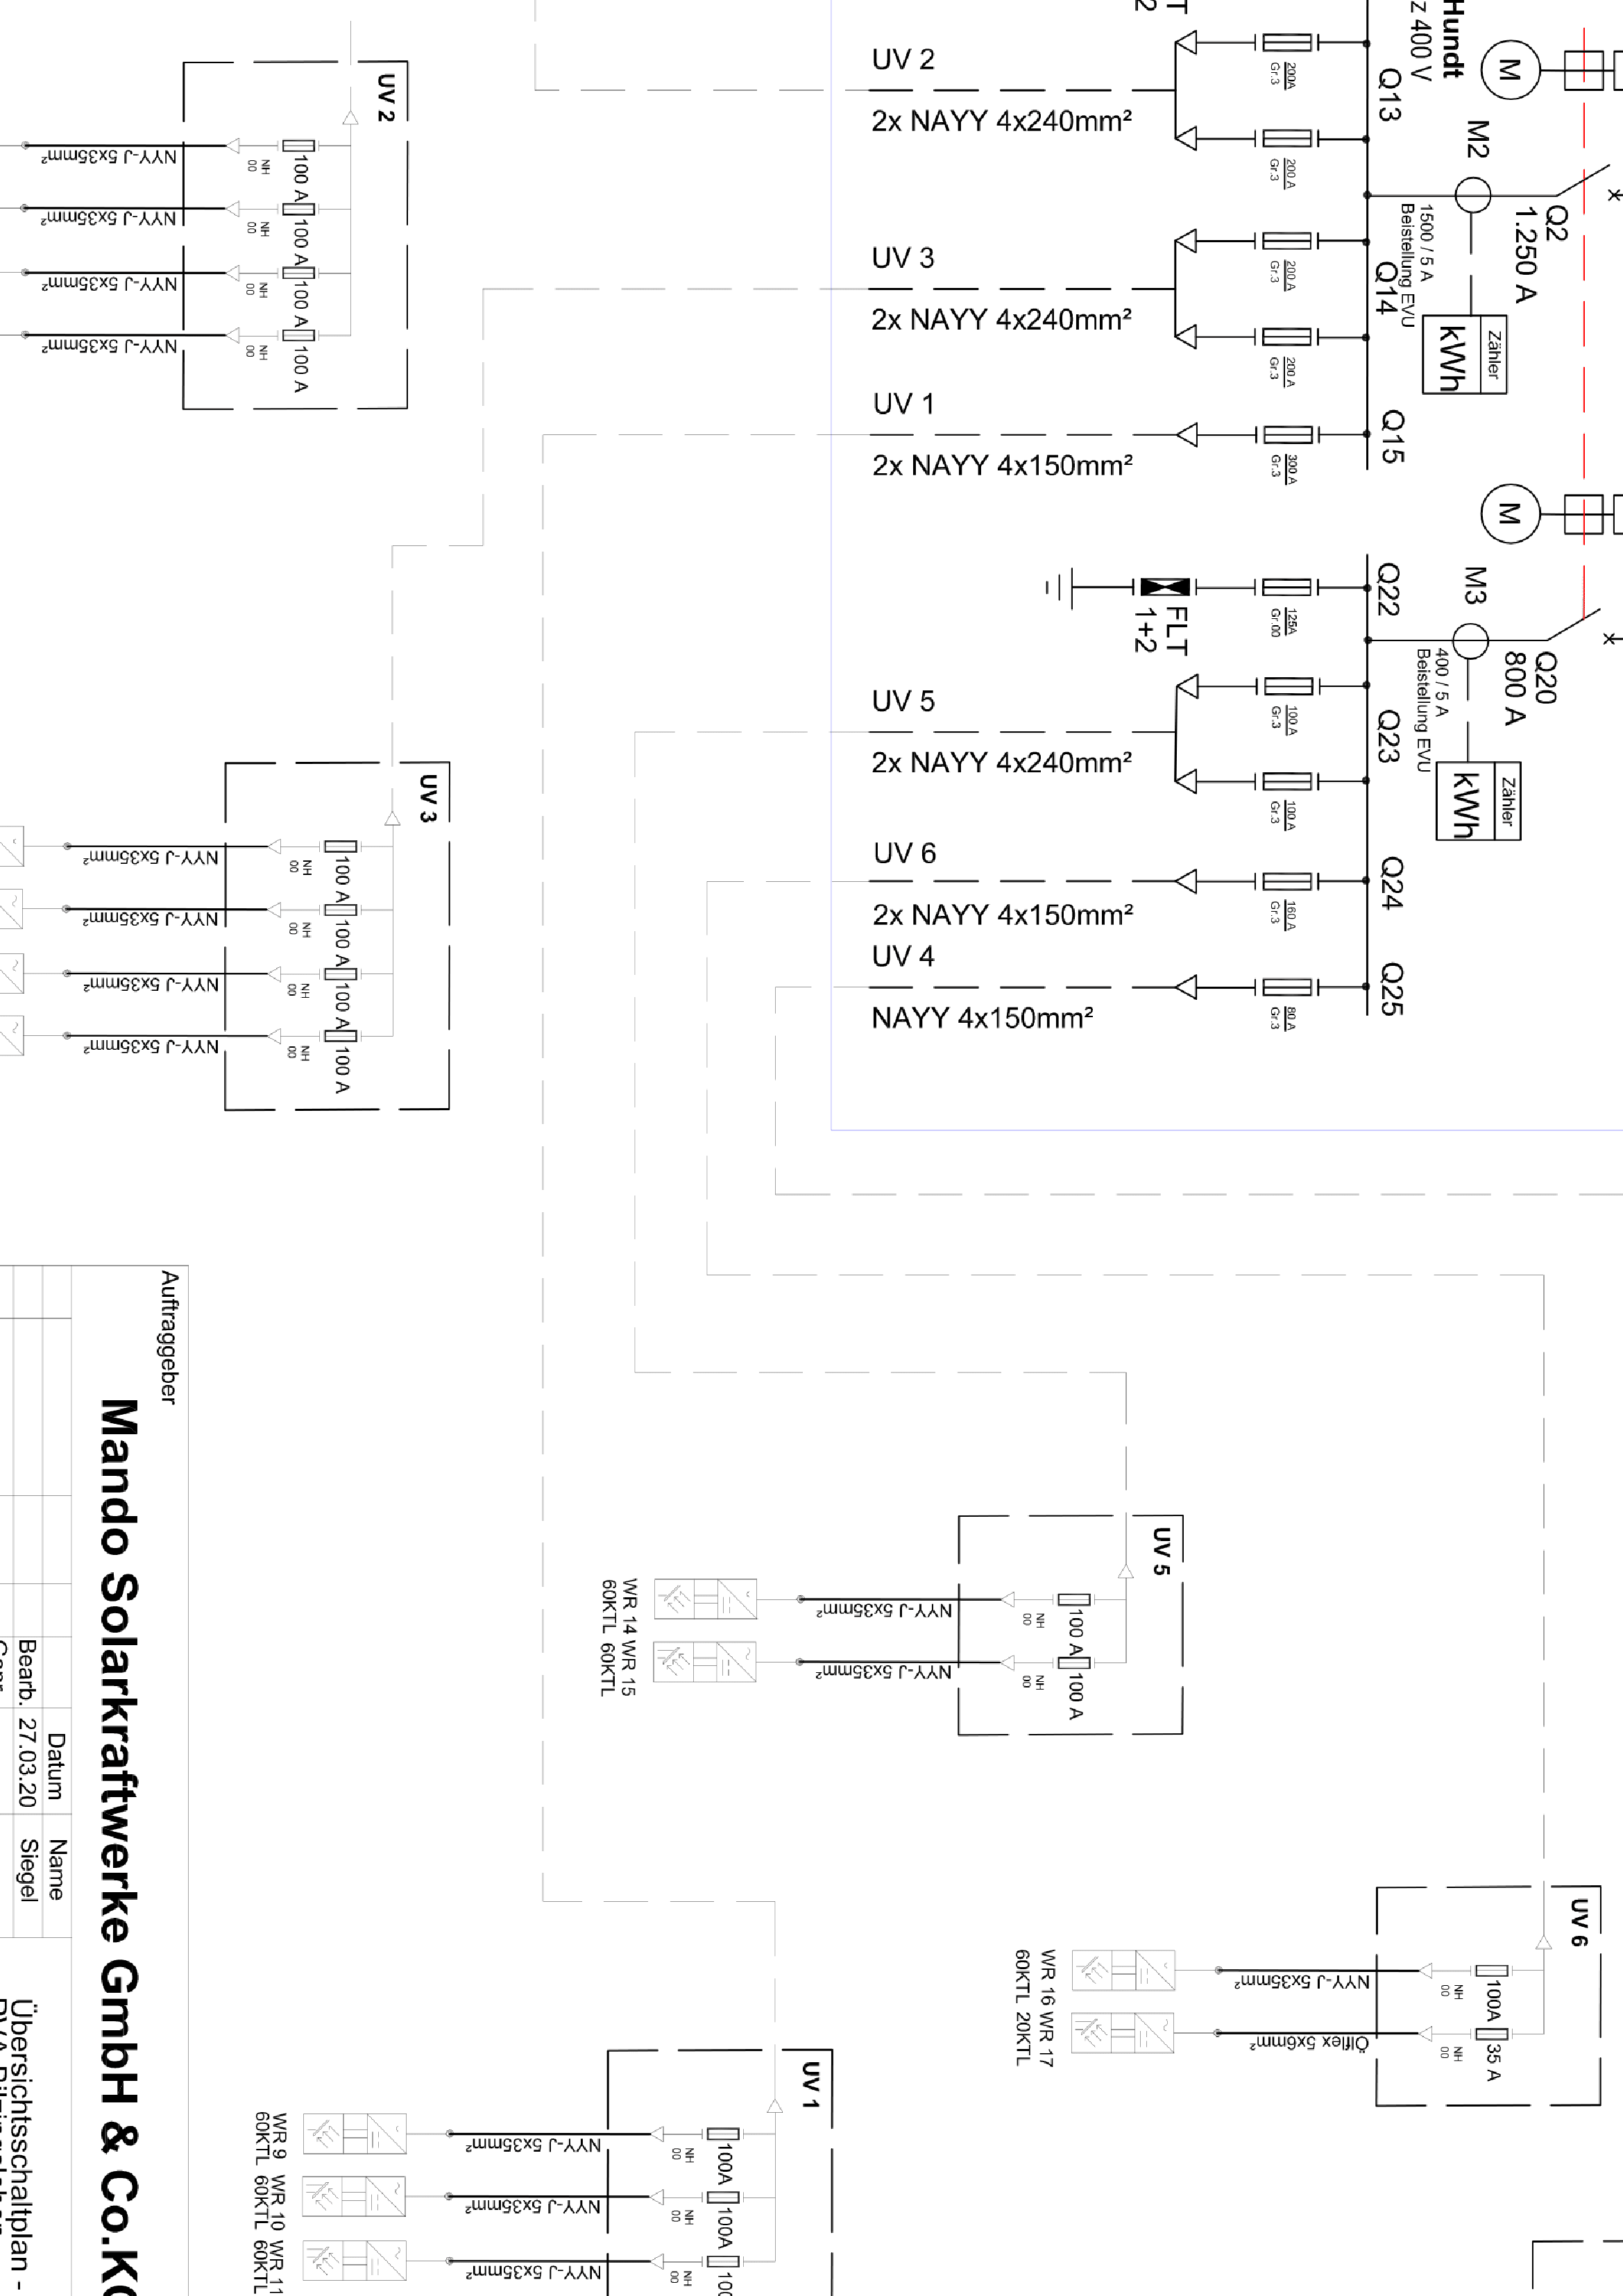 Hundt
z 400 V
M
Q13
M2
Q2
1.250 A
1500 / 5 A
Beistellung EVU
Zähler
kWh
Q14
Q15
M
Q22
M3
Q20
800 A
400 / 5 A
Beistellung EVU
Zähler
kWh
Q23
Q24
Q25
UV 2
2x NAYY 4x240mm²
200A
Gr.3
200 A
Gr.3
UV 3
2x NAYY 4x240mm²
200 A
Gr.3
200 A
Gr.3
UV 1
2x NAYY 4x150mm²
300 A
Gr.3
125A
Gr.00
FLT
1+2
UV 5
2x NAYY 4x240mm²
100 A
Gr.3
100 A
Gr.3
UV 6
2x NAYY 4x150mm²
160 A
Gr.3
UV 4
NAYY 4x150mm²
80 A
Gr.3
UV 2
100 A
100 A
100 A
100 A
NH
00
NH
00
NH
00
NH
00
NYY-J 5x35mm²
NYY-J 5x35mm²
NYY-J 5x35mm²
NYY-J 5x35mm²
UV 3
100 A
100 A
100 A
100 A
NH
00
NH
00
NH
00
NH
00
NYY-J 5x35mm²
NYY-J 5x35mm²
NYY-J 5x35mm²
NYY-J 5x35mm²
UV 5
100 A
100 A
NH
00
NH
00
NYY-J 5x35mm²
NYY-J 5x35mm²
WR 14 WR 15
60KTL 60KTL
UV 6
100A
35 A
NH
00
NH
00
NYY-J 5x35mm²
Ölflex 5x6mm²
WR 16 WR 17
60KTL 20KTL
UV 1
100A
100A
100
NH
00
NH
00
NH
00
NYY-J 5x35mm²
NYY-J 5x35mm²
NYY-J 5x35mm²
WR 9 WR 10 WR 11
60KTL 60KTL 60KTL
Auftraggeber
Mando Solarkraftwerke GmbH & Co.KG
Datum Name
Bearb. 27.03.20 Siegel
Übersichtsschaltplan -